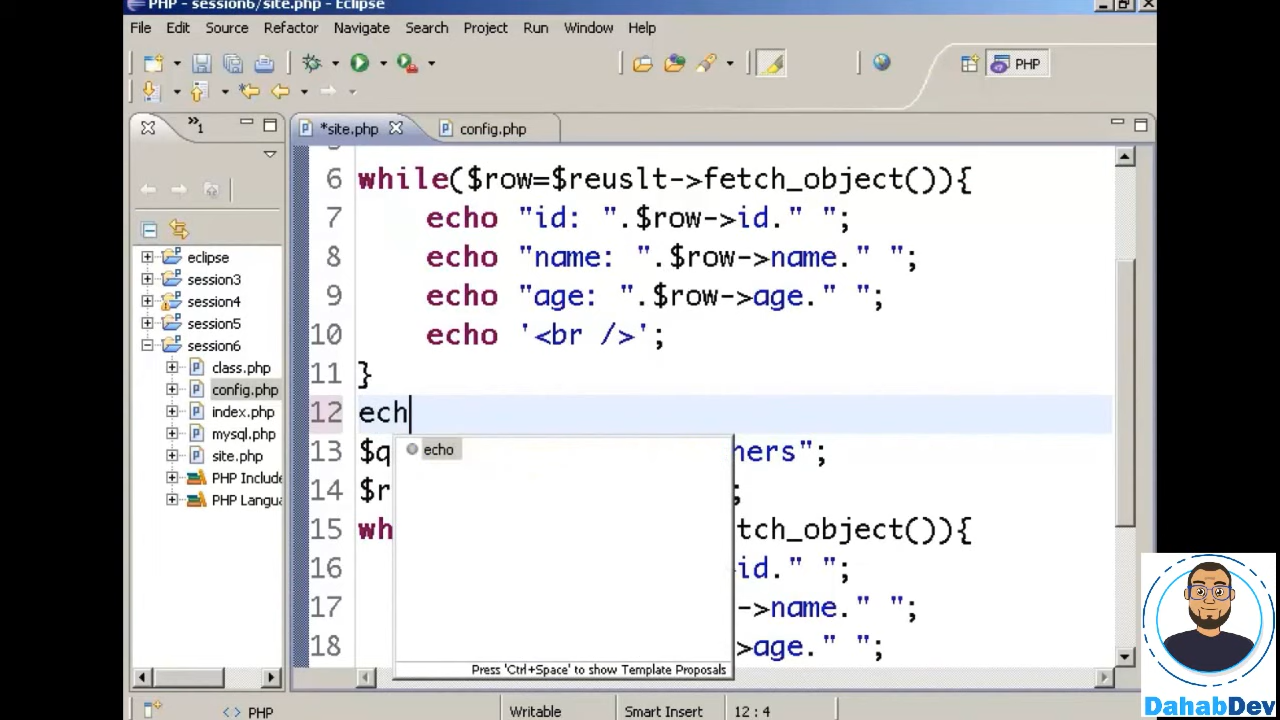 PHP - session6/site.php - Eclipse
File Edit Source Refactor Navigate Search Project Run Window Help
PHP
1
*site.php
config.php
6 while($row=$reuslt->fetch_object()){
7 echo "id: ".$row->id." ";
8 echo "name: ".$row->name." ";
9 echo "age: ".$row->age." ";
10 echo '<br />';
11 }
12 ech
13 $q hers";
14 $r ;
15 wh tch_object()){
16 id." ";
17 ->name." ";
18 >age." ";
echo
Press 'Ctrl+Space' to show Template Proposals
eclipse
session3
session4
session5
session6
class.php
config.php
index.php
mysql.php
site.php
PHP Include
PHP Langua
PHP
Writable
Smart Insert
12 : 4
DahabDev